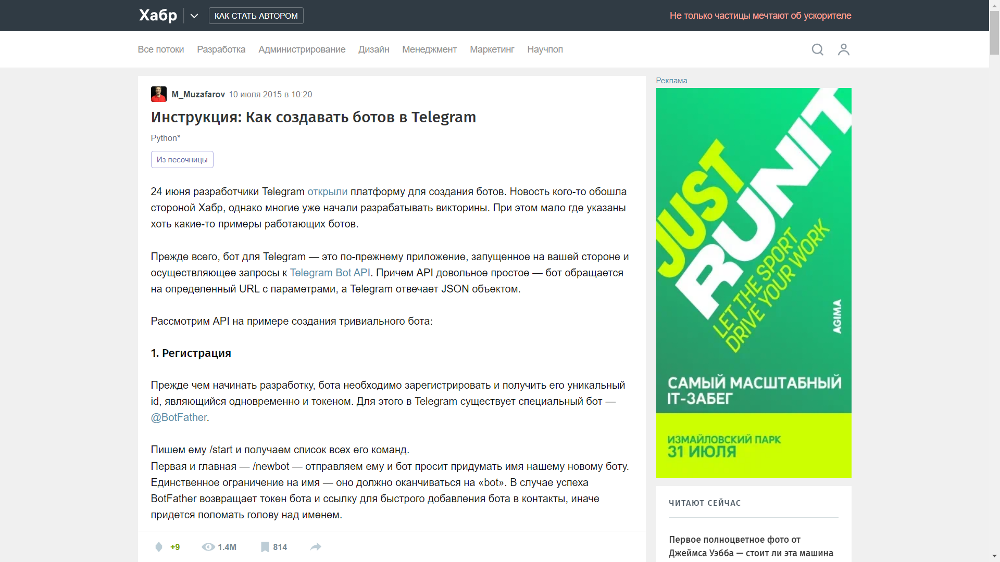 Хабр
КАК СТАТЬ АВТОРОМ
Не только частицы мечтают об ускорителе
Все потоки Разработка Администрирование Дизайн Менеджмент Маркетинг Научпоп
M_Muzafarov 10 июля 2015 в 10:20
Инструкция: Как создавать ботов в Telegram
Python*
Из песочницы
24 июня разработчики Telegram открыли платформу для создания ботов. Новость кого-то обошла
стороной Хабр, однако многие уже начали разрабатывать викторины. При этом мало где указаны
хоть какие-то примеры работающих ботов.
Прежде всего, бот для Telegram — это по-прежнему приложение, запущенное на вашей стороне и
осуществляющее запросы к Telegram Bot API. Причем API довольное простое — бот обращается
на определенный URL с параметрами, а Telegram отвечает JSON объектом.
Рассмотрим API на примере создания тривиального бота:
1. Регистрация
Прежде чем начинать разработку, бота необходимо зарегистрировать и получить его уникальный
id, являющийся одновременно и токеном. Для этого в Telegram существует специальный бот —
@BotFather.
Пишем ему /start и получаем список всех его команд.
Первая и главная — /newbot — отправляем ему и бот просит придумать имя нашему новому боту.
Единственное ограничение на имя — оно должно оканчиваться на «bot». В случае успеха
BotFather возвращает токен бота и ссылку для быстрого добавления бота в контакты, иначе
придется поломать голову над именем.
+9 1.4M 814
Реклама
JUST
RUNIT
LET THE SPORT
DRIVE YOUR WORK
AGIMA
САМЫЙ МАСШТАБНЫЙ
IT-ЗАБЕГ
ИЗМАЙЛОВСКИЙ ПАРК
31 ИЮЛЯ
ЧИТАЮТ СЕЙЧАС
Первое полноцветное фото от
Джеймса Уэбба — стоит ли эта машина